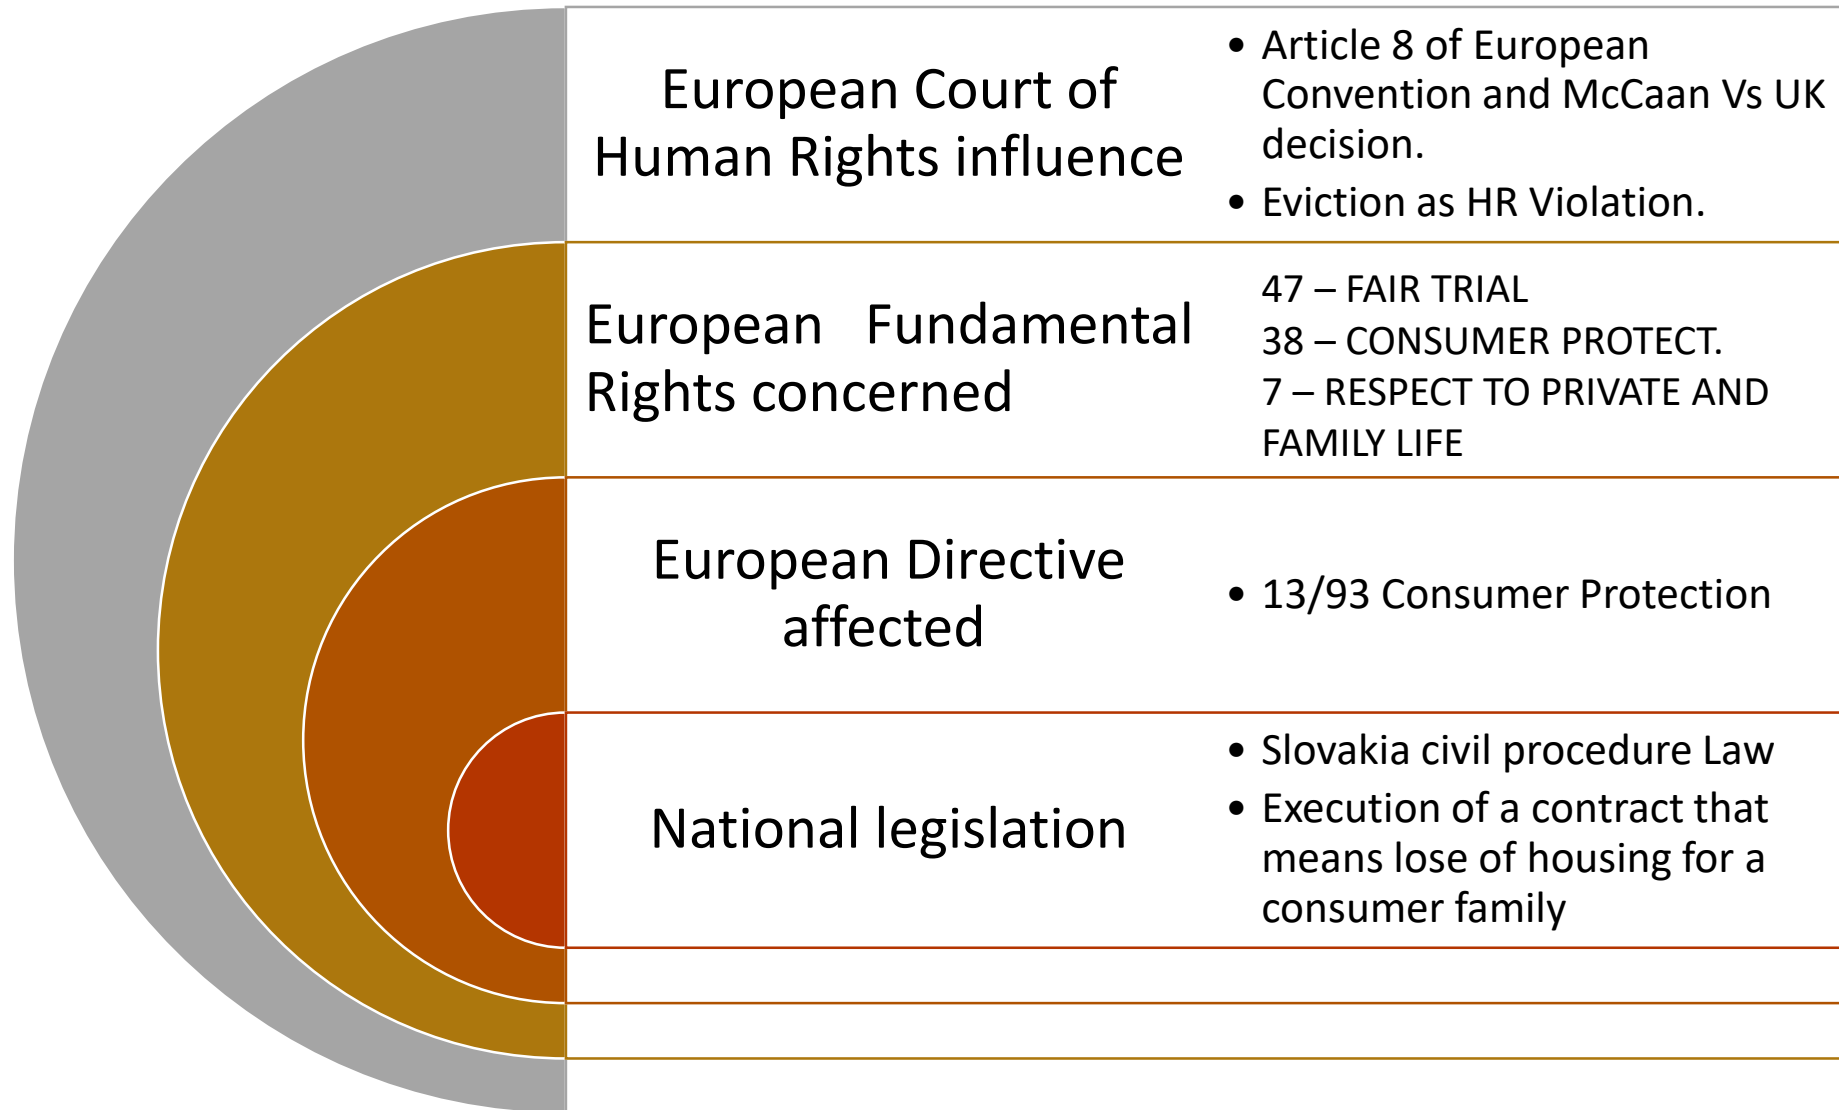 European Court of
Human Rights influence
• Article 8 of European
Convention and McCaan Vs UK
decision.
• Eviction as HR Violation.
European Fundamental
Rights concerned
47 – FAIR TRIAL
38 – CONSUMER PROTECT.
7 – RESPECT TO PRIVATE AND
FAMILY LIFE
European Directive
affected
• 13/93 Consumer Protection
National legislation
• Slovakia civil procedure Law
• Execution of a contract that
means lose of housing for a
consumer family